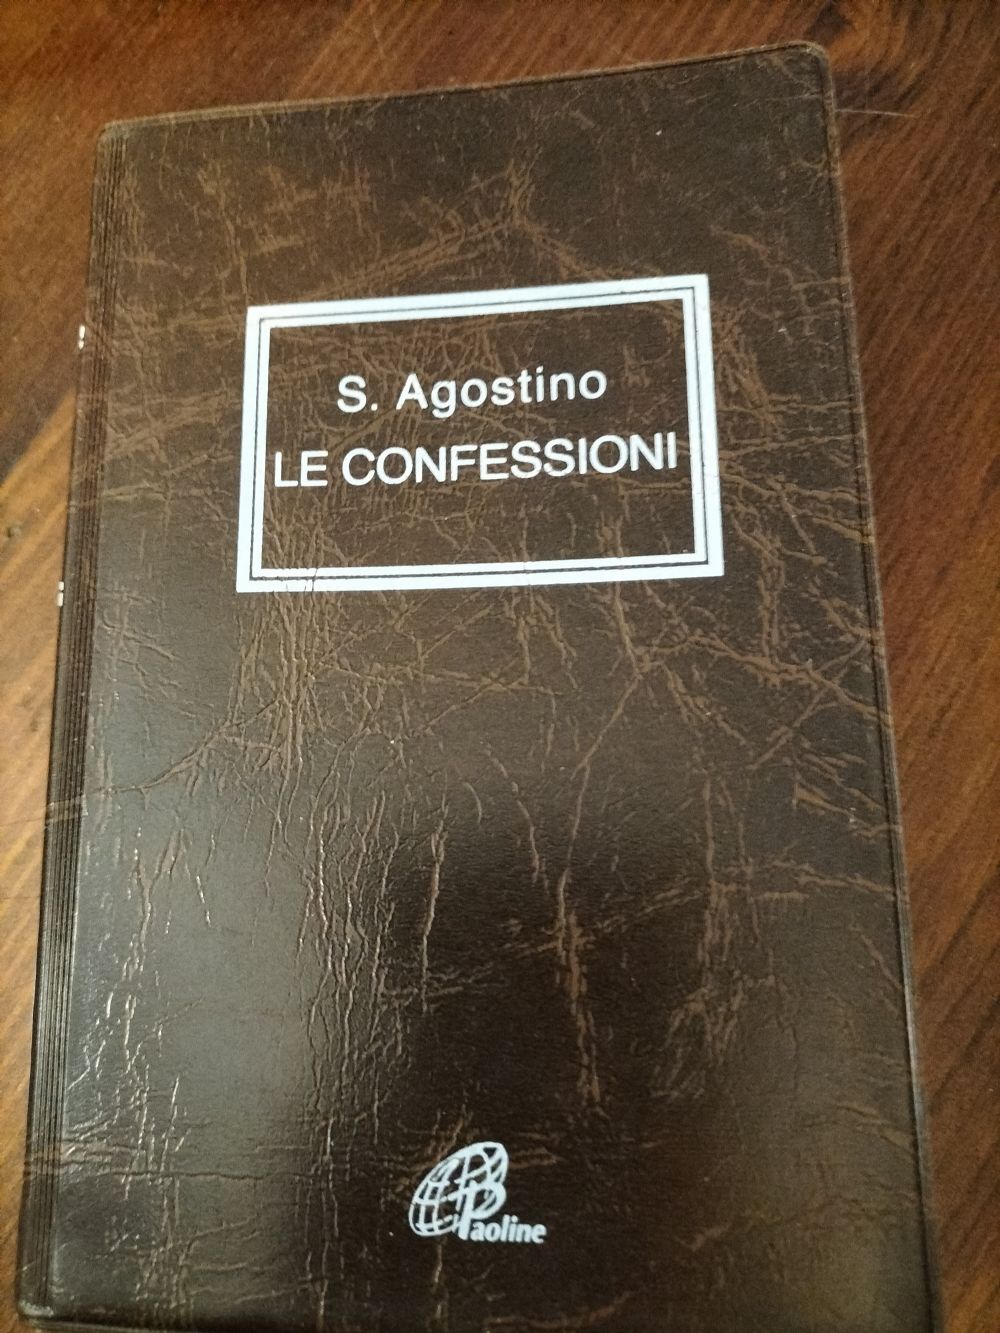 S. Agostino
LE CONFESSIONI
Paoline